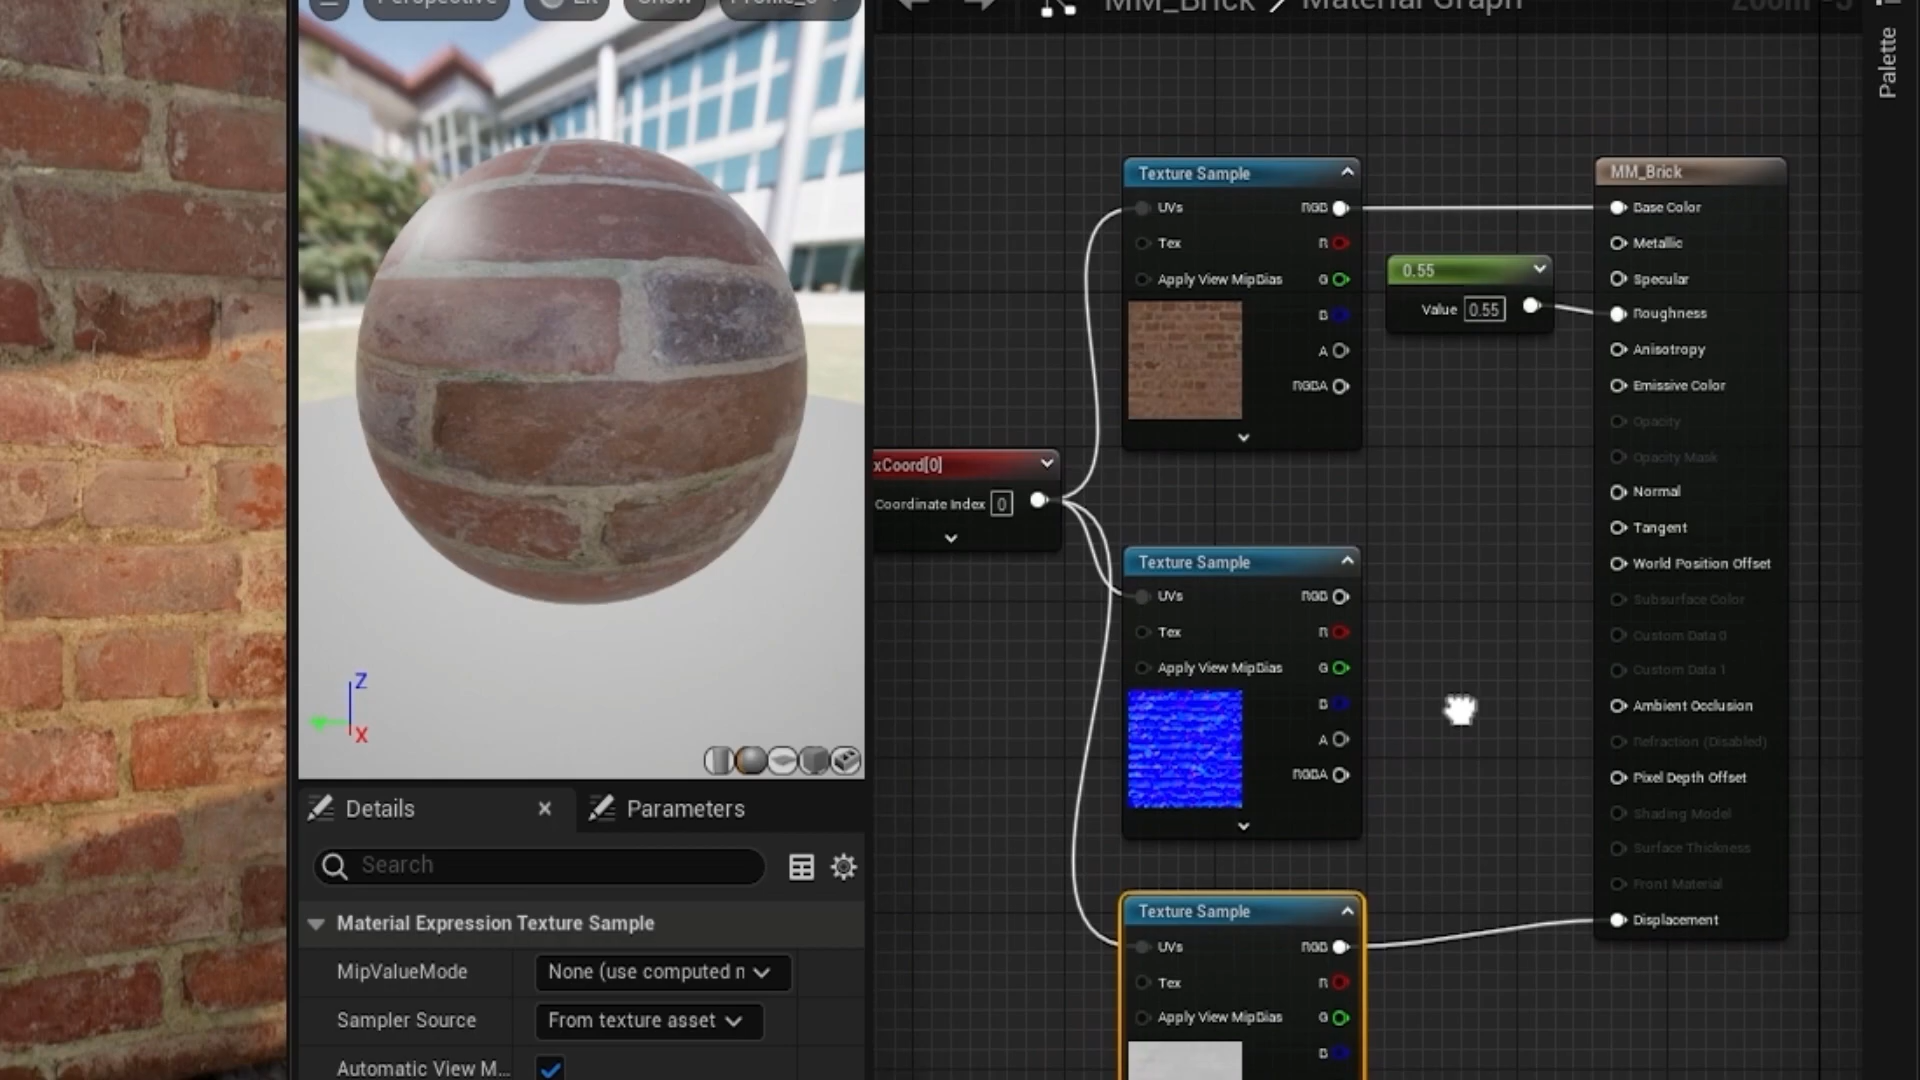 Perspective
Lit
Show
MM_Brick
Material Graph
Zoom -3
Palette
Texture Sample
UVs
RGB
Tex
R
Apply View MipBias
G
B
A
RGBA
0.55
Value 0.55
MM_Brick
Base Color
Metallic
Specular
Roughness
Anisotropy
Emissive Color
Opacity
Opacity Mask
Normal
Tangent
World Position Offset
Subsurface Color
Custom Data 0
Custom Data 1
Ambient Occlusion
Refraction (Disabled)
Pixel Depth Offset
Shading Model
Surface Thickness
Front Material
Displacement
xCoord[0]
Coordinate Index 0
Texture Sample
UVs
RGB
Tex
R
Apply View MipBias
G
B
A
RGBA
Texture Sample
UVs
RGB
Tex
R
Apply View MipBias
G
B
Z
X
Details
Parameters
Search
Material Expression Texture Sample
MipValueMode
None (use computed m
Sampler Source
From texture asset
Automatic View M...